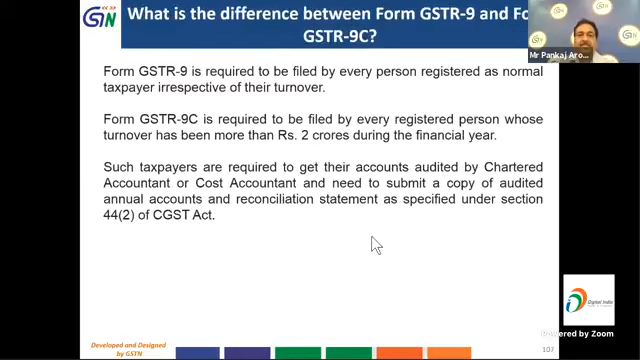 GSTN
What is the difference between Form GSTR-9 and Fo
GSTR-9C?
GSTN
Mr Pankaj Aro...
Form GSTR-9 is required to be filed by every person registered as normal
taxpayer irrespective of their turnover.
Form GSTR-9C is required to be filed by every registered person whose
turnover has been more than Rs. 2 crores during the financial year.
Such taxpayers are required to get their accounts audited by Chartered
Accountant or Cost Accountant and need to submit a copy of audited
annual accounts and reconciliation statement as specified under section
44(2) of CGST Act.
Digital India
Powered by Zoom
Developed and Designed
by GSTN
107